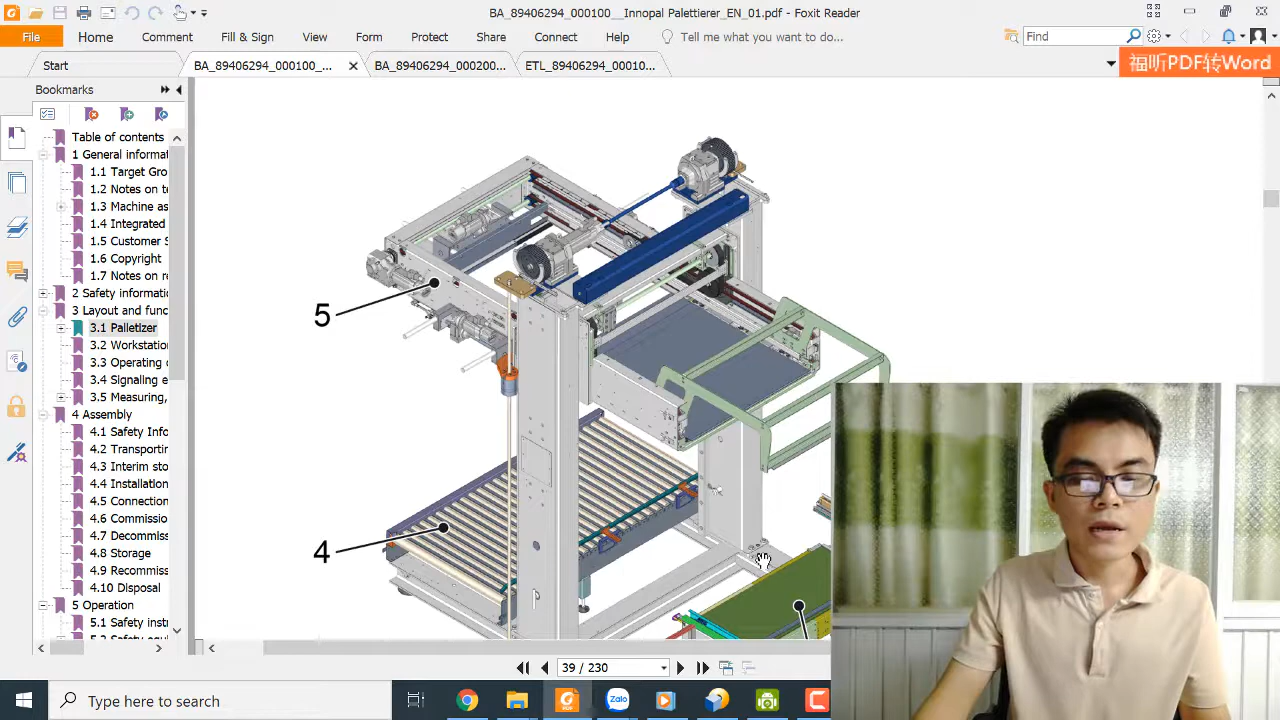 BA_89406294_000100__Innopal Palettierer_EN_01.pdf - Foxit Reader
File
Home
Comment
Fill & Sign
View
Form
Protect
Share
Connect
Help
Tell me what you want to do...
Find
Start
BA_89406294_000100_...
BA_89406294_000100...
ETL_89406294_00010...
福昕PDF转Word
Bookmarks
Table of contents
1 General informat
1.1 Target Gro
1.2 Notes on t
1.3 Machine as
1.4 Integrated
1.5 Customer S
1.6 Copyright
1.7 Notes on re
2 Safety informatio
3 Layout and func
3.1 Palletizer
3.2 Workstation
3.3 Operating c
3.4 Signaling e
3.5 Measuring,
4 Assembly
4.1 Safety Info
4.2 Transportin
4.3 Interim sto
4.4 Installation
4.5 Connection
4.6 Commissio
4.7 Decommiss
4.8 Storage
4.9 Recommiss
4.10 Disposal
5 Operation
5.1 Safety instr
5
4
39 / 230
Type here to search
Zalo